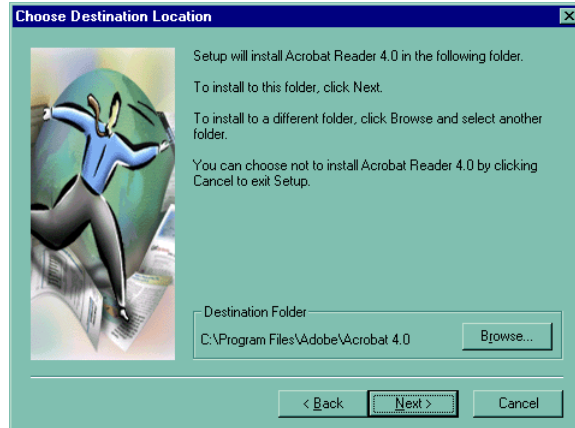 Choose Destination Location
Setup will install Acrobat Reader 4.0 in the following folder.
To install to this folder, click Next.
To install to a different folder, click Browse and select another
folder.
You can choose not to install Acrobat Reader 4.0 by clicking
Cancel to exit Setup.
Destination Folder
C:\Program Files\Adobe\Acrobat 4.0
Browse...
< Back
Next >
Cancel